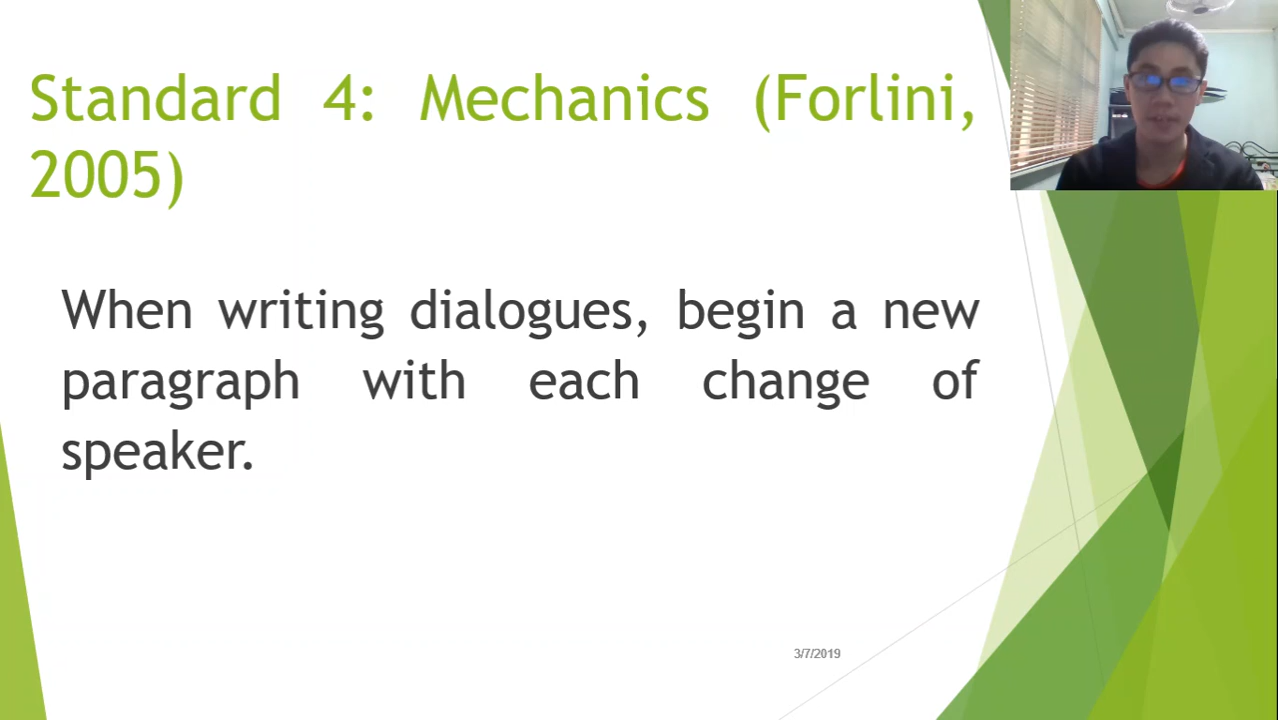 Standard 4: Mechanics (Forlini,
2005)
When writing dialogues, begin a new
paragraph with each change of
speaker.
3/7/2019